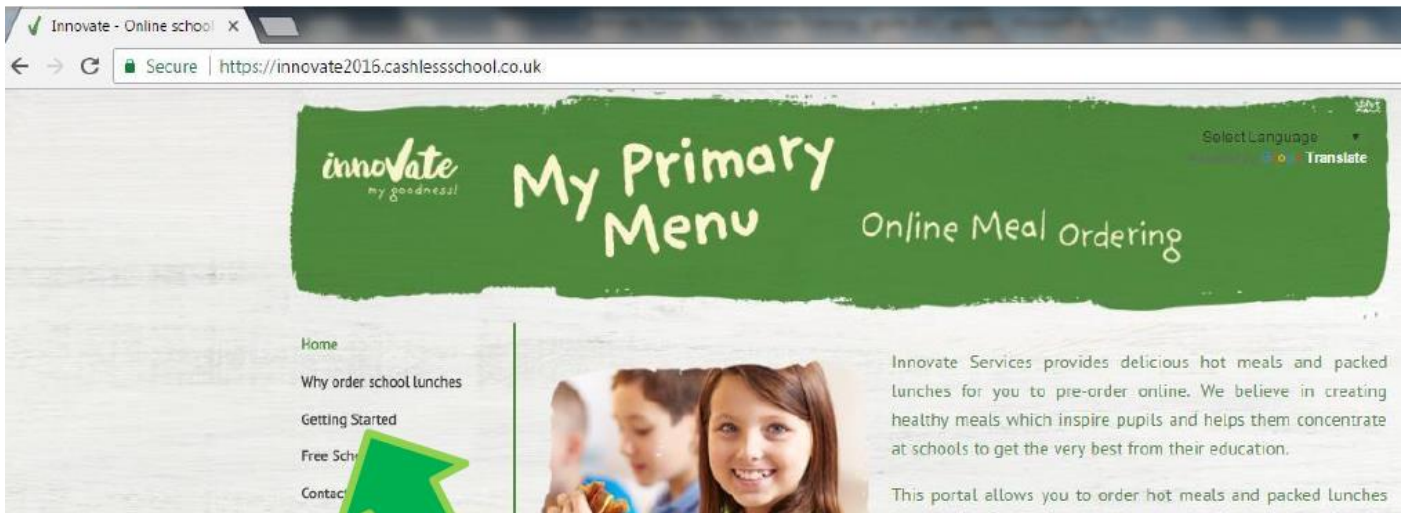 Innovate - Online school
Secure | https://innovate2016.cashlessschool.co.uk
innovate
my goodness!
My Primary
Menu
Online Meal Ordering
Select Language
Translate
Home
Why order school lunches
Getting Started
Free Sch
Contac
Innovate Services provides delicious hot meals and packed
lunches for you to pre-order online. We believe in creating
healthy meals which inspire pupils and helps them concentrate
at schools to get the very best from their education.
This portal allows you to order hot meals and packed lunches